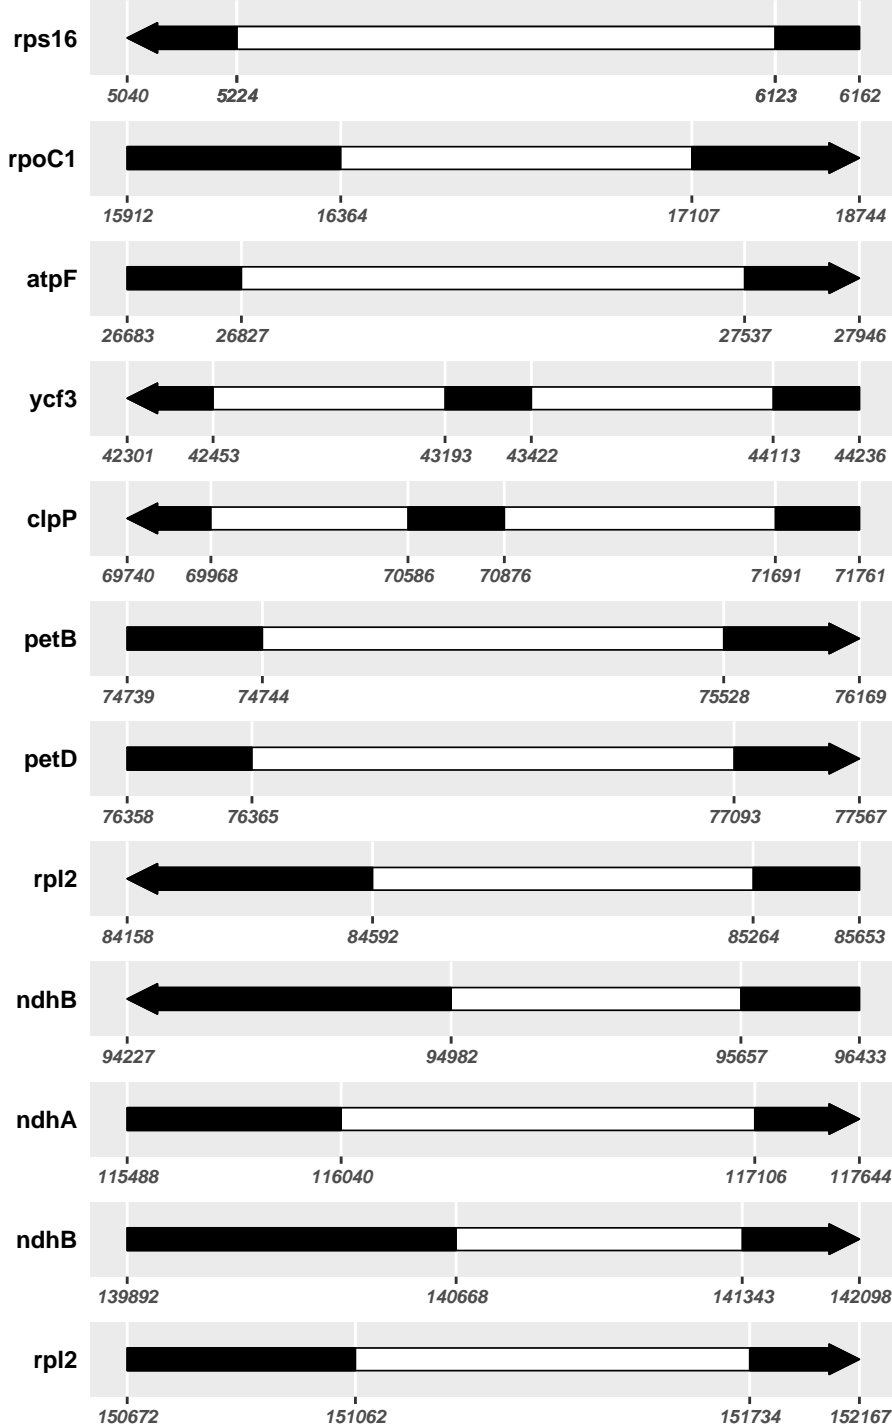 rps16
5040 5224 6123 6162
rpoC1
15912 16364 17107 18744
atpF
26683 26827 27537 27946
ycf3
42301 42453 43193 43422 44113 44236
clpP
69740 69968 70586 70876 71691 71761
petB
74739 74744 75528 76169
petD
76358 76365 77093 77567
rpl2
84158 84592 85264 85653
ndhB
94227 94982 95657 96433
ndhA
115488 116040 117106 117644
ndhB
139892 140668 141343 142098
rpl2
150672 151062 151734 152167